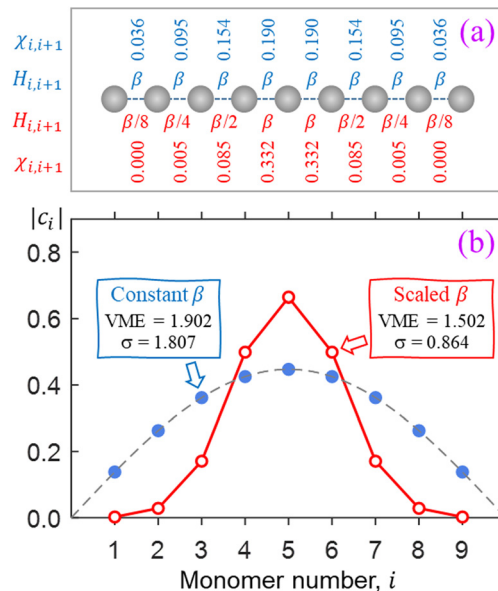 (a)
χi,i+1 0.036 0.095 0.154 0.190 0.190 0.154 0.095 0.036
Hi,i+1 β β β β β β β β
Hi,i+1 β/8 β/4 β/2 β β β/2 β/4 β/8
χi,i+1 0.000 0.005 0.085 0.332 0.332 0.085 0.005 0.000
|ci|
(b)
0.8
0.6
0.4
0.2
0.0
Constant β
VME = 1.902
σ = 1.807
Scaled β
VME = 1.502
σ = 0.864
1 2 3 4 5 6 7 8 9
Monomer number, i